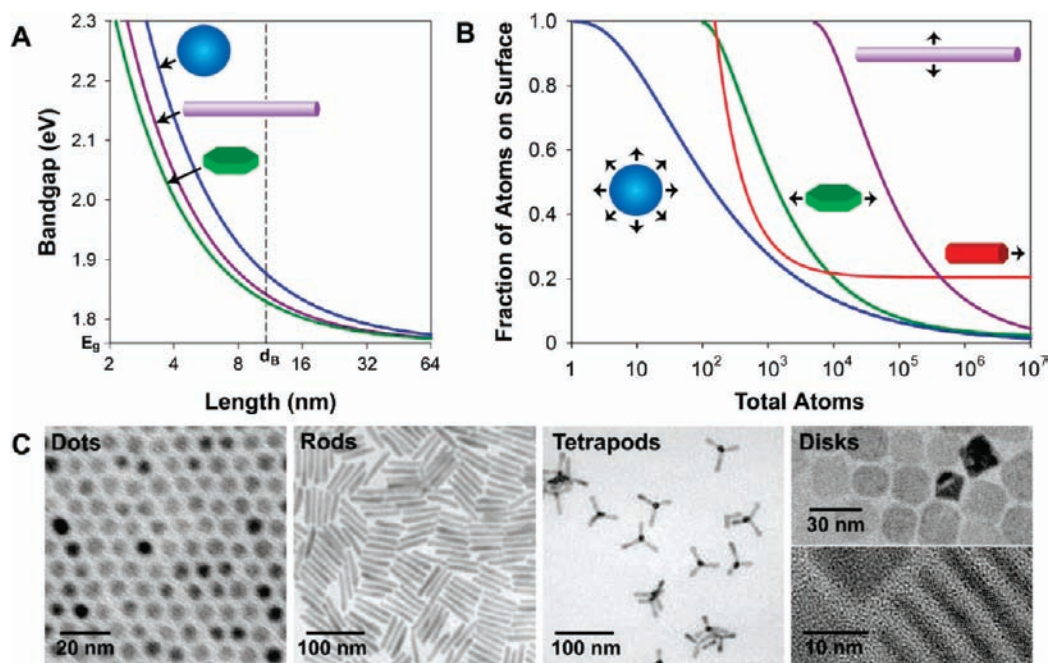 A
Bandgap (eV)
2.3
2.2
2.1
2.0
1.9
1.8
Eg
2
4
8
dB
16
32
64
Length (nm)
B
Fraction of Atoms on Surface
1.0
0.8
0.6
0.4
0.2
0
1
10
10²
10³
10⁴
10⁵
10⁶
10⁷
Total Atoms
C
Dots
20 nm
Rods
100 nm
Tetrapods
100 nm
Disks
30 nm
10 nm